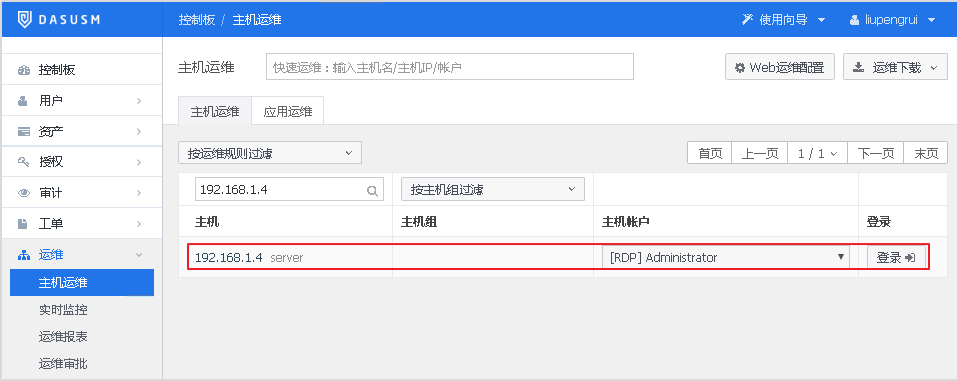 DASUSM 控制板 / 主机运维 使用向导 liupengrui
控制板
用户
资产
授权
审计
工单
运维
主机运维
实时监控
运维报表
运维审批
主机运维 快速运维：输入主机名/主机IP/帐户 Web运维配置 运维下载
主机运维 应用运维
按运维规则过滤 首页 上一页 1 / 1 下一页 末页
192.168.1.4 按主机组过滤
主机 主机组 主机帐户 登录
192.168.1.4 server [RDP] Administrator 登录